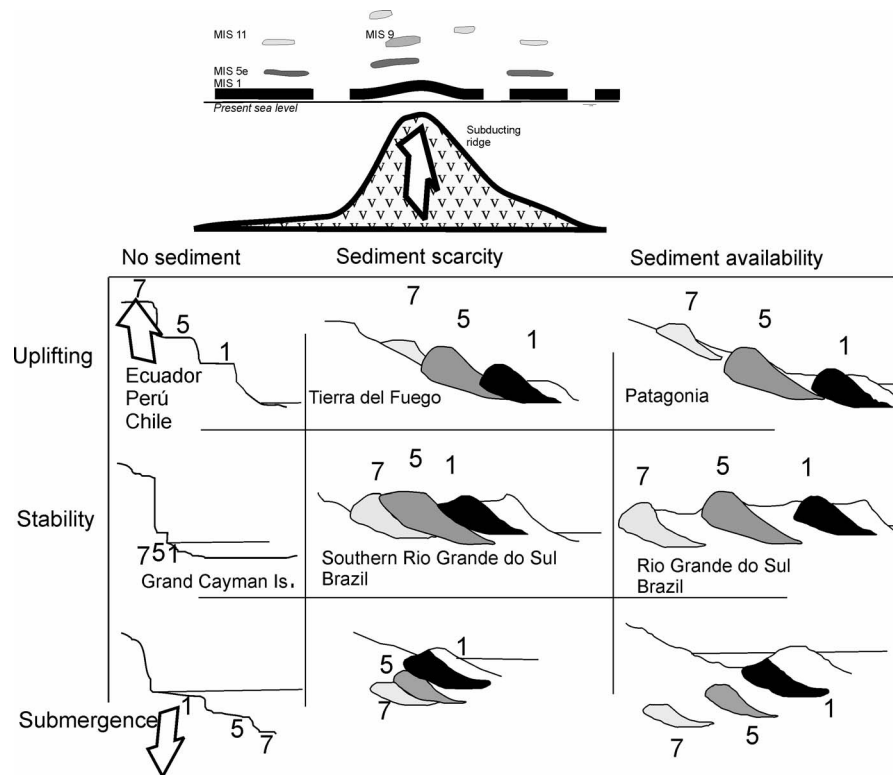 MIS 11 MIS 9
MIS 5e
MIS 1
Present sea level
Subducting
ridge
V V V V V V V V V V V V V V V V V V V V V V V V V V V V V V V V V V V V V V V V V V V V V V V V
No sediment Sediment scarcity Sediment availability
7 7 7
5 5 5
1 1 1
Uplifting
Ecuador
Perú
Chile
Tierra del Fuego
Patagonia
7 5 1
7 5 1
Stability
751
Grand Cayman Is.
Southern Rio Grande do Sul
Brazil
Rio Grande do Sul
Brazil
Submergence
1 5 7
1 5 7
1 5 7